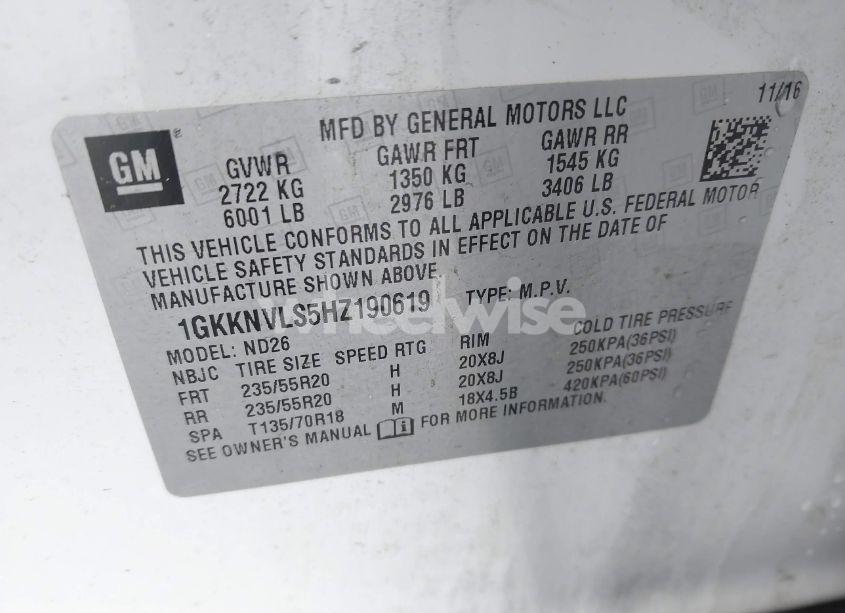 11/16
MFD BY GENERAL MOTORS LLC
GM®
GVWR GAWR FRT GAWR RR
2722 KG 1350 KG 1545 KG
6001 LB 2976 LB 3406 LB
THIS VEHICLE CONFORMS TO ALL APPLICABLE U.S. FEDERAL MOTOR
VEHICLE SAFETY STANDARDS IN EFFECT ON THE DATE OF
MANUFACTURE SHOWN ABOVE.
1GKKNVLS5HZ190619 TYPE: M.P.V.
wheelwise
MODEL: ND26
NBJC TIRE SIZE SPEED RTG RIM COLD TIRE PRESSURE
FRT 235/55R20 H 20X8J 250KPA(36PSI)
RR 235/55R20 H 20X8J 250KPA(36PSI)
SPA T135/70R18 M 18X4.5B 420KPA(60PSI)
SEE OWNER'S MANUAL FOR MORE INFORMATION.